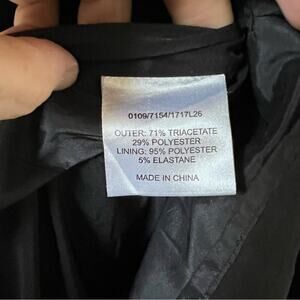 0109/7154/1717L26
OUTER: 71% TRIACETATE
29% POLYESTER
LINING: 95% POLYESTER
5% ELASTANE
MADE IN CHINA